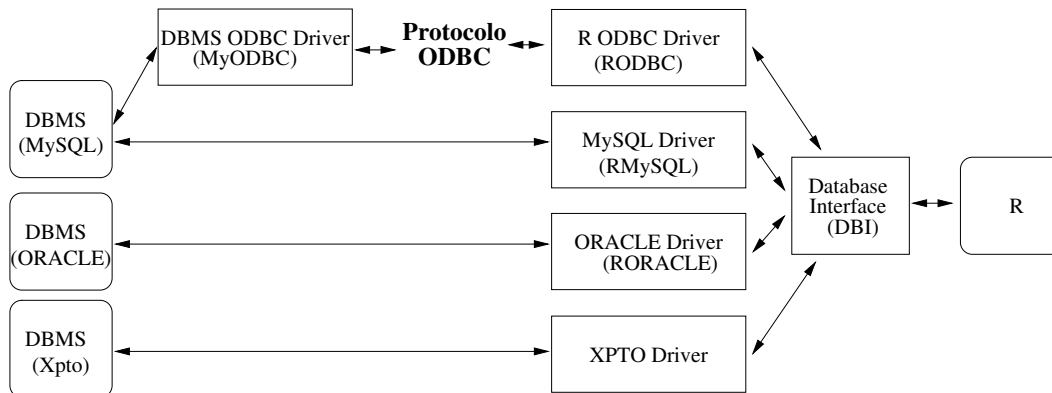 DBMS ODBC Driver
(MyODBC)
Protocolo
ODBC
R ODBC Driver
(RODBC)
DBMS
(MySQL)
MySQL Driver
(RMySQL)
Database
Interface
(DBI)
R
DBMS
(ORACLE)
ORACLE Driver
(RORACLE)
DBMS
(Xpto)
XPTO Driver